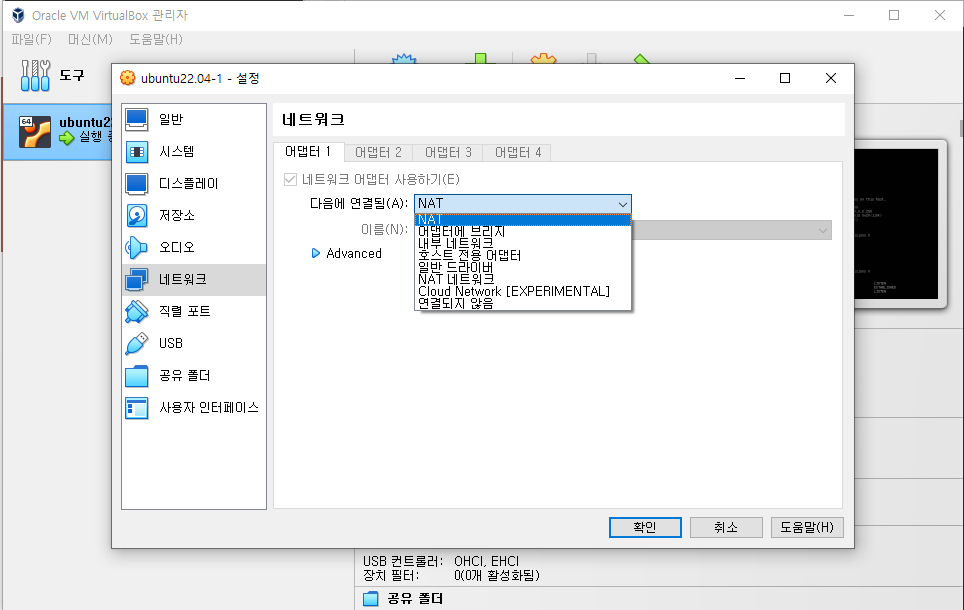 Oracle VM VirtualBox 관리자
파일(F) 머신(M) 도움말(H)
도구
64
ubuntu22
실행 중
ubuntu22.04-1 - 설정
일반
시스템
디스플레이
저장소
오디오
네트워크
직렬 포트
USB
공유 폴더
사용자 인터페이스
네트워크
어댑터 1 어댑터 2 어댑터 3 어댑터 4
네트워크 어댑터 사용하기(E)
다음에 연결됨(A): NAT
이름(N):
Advanced
NAT
어댑터에 브리지
내부 네트워크
호스트 전용 어댑터
일반 드라이버
NAT 네트워크
Cloud Network [EXPERIMENTAL]
연결되지 않음
확인 취소 도움말(H)
USB 컨트롤러: OHCI, EHCI
장치 필터: 0(0개 활성화됨)
공유 폴더